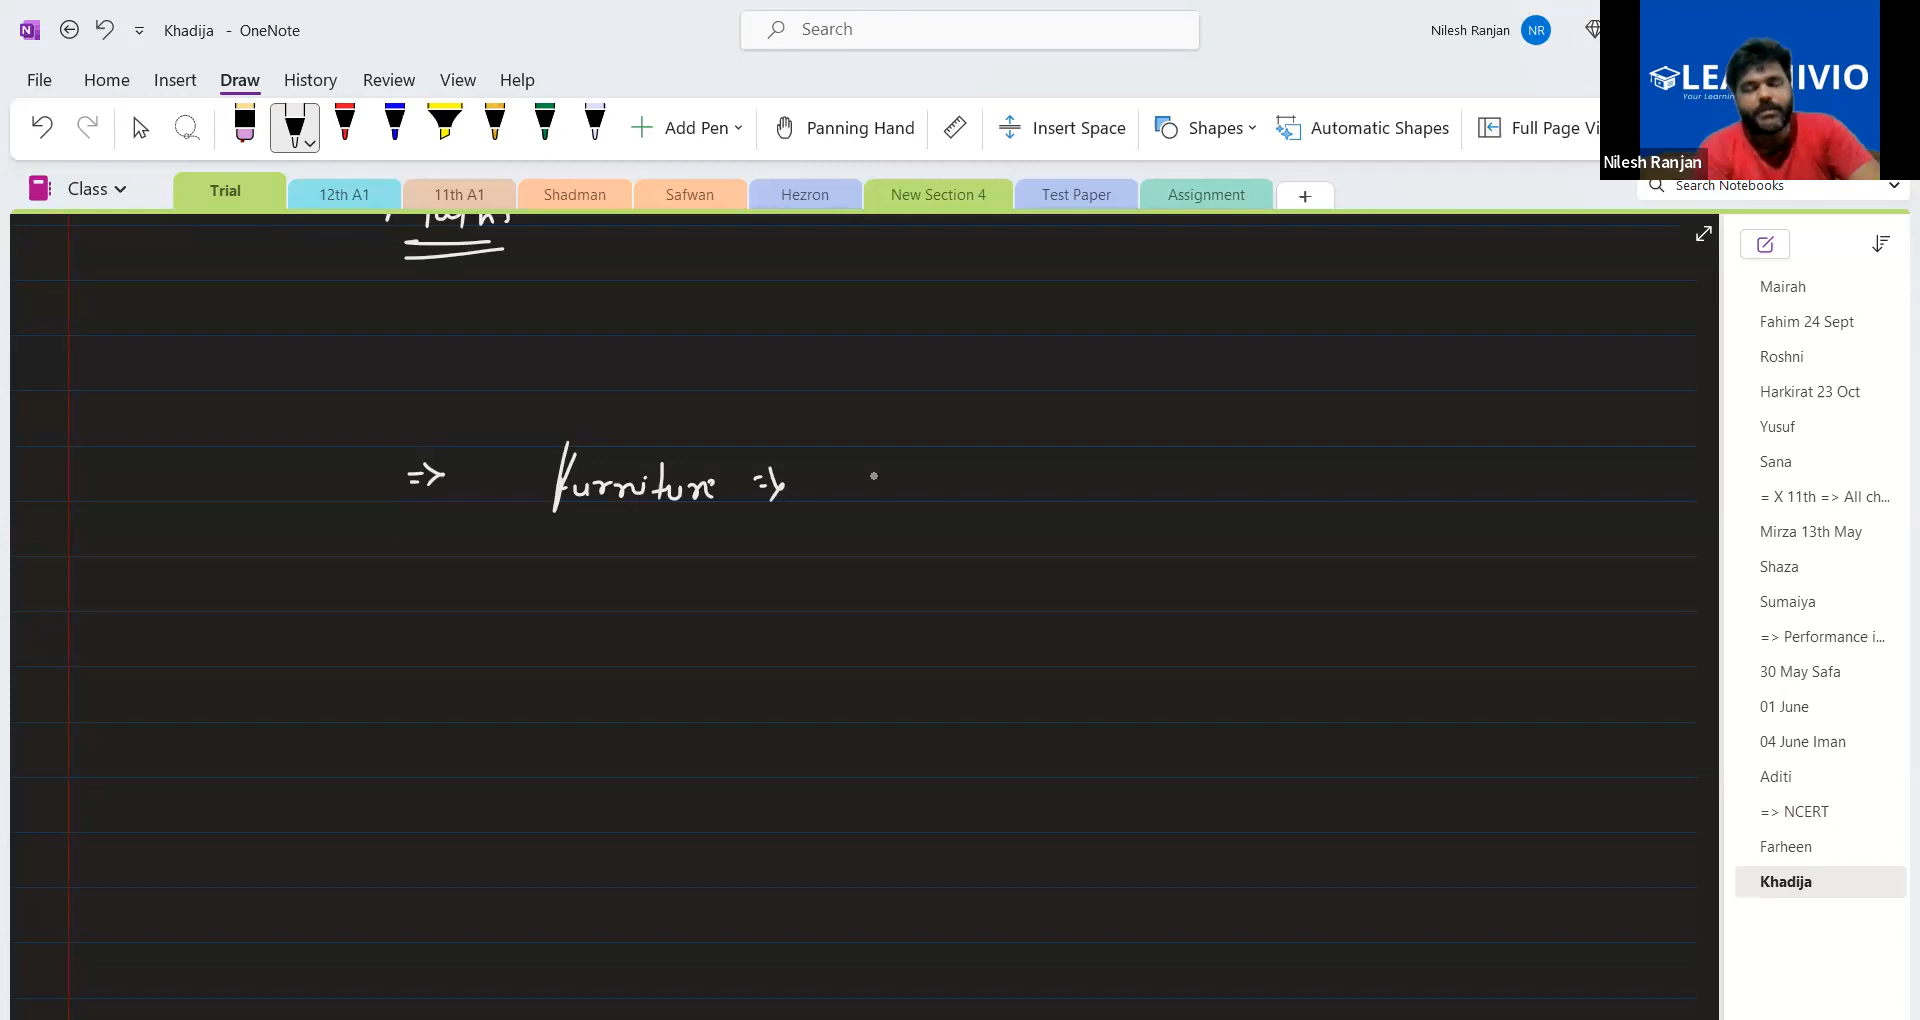 Khadija - OneNote
Search
Nilesh Ranjan NR
File Home Insert Draw History Review View Help
Add Pen Panning Hand Insert Space Shapes Automatic Shapes Full Page Vi
Nilesh Ranjan
Class Trial 12th A1 11th A1 Shadman Safwan Hezron New Section 4 Test Paper Assignment +
Search Notebooks
=> Furniture =>
Mairah
Fahim 24 Sept
Roshni
Harkirat 23 Oct
Yusuf
Sana
= X 11th => All ch...
Mirza 13th May
Shaza
Sumaiya
=> Performance i...
30 May Safa
01 June
04 June Iman
Aditi
=> NCERT
Farheen
Khadija